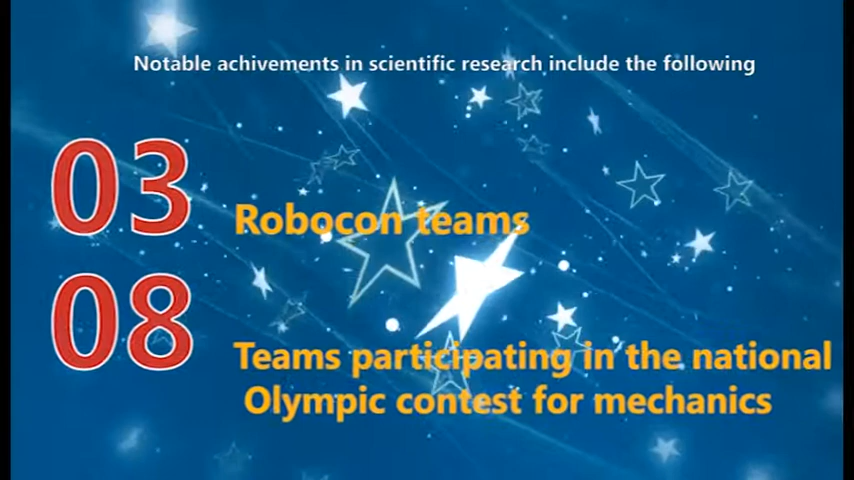 Notable achivements in scientific research include the following
03
Robocon teams
08
Teams participating in the national
Olympic contest for mechanics